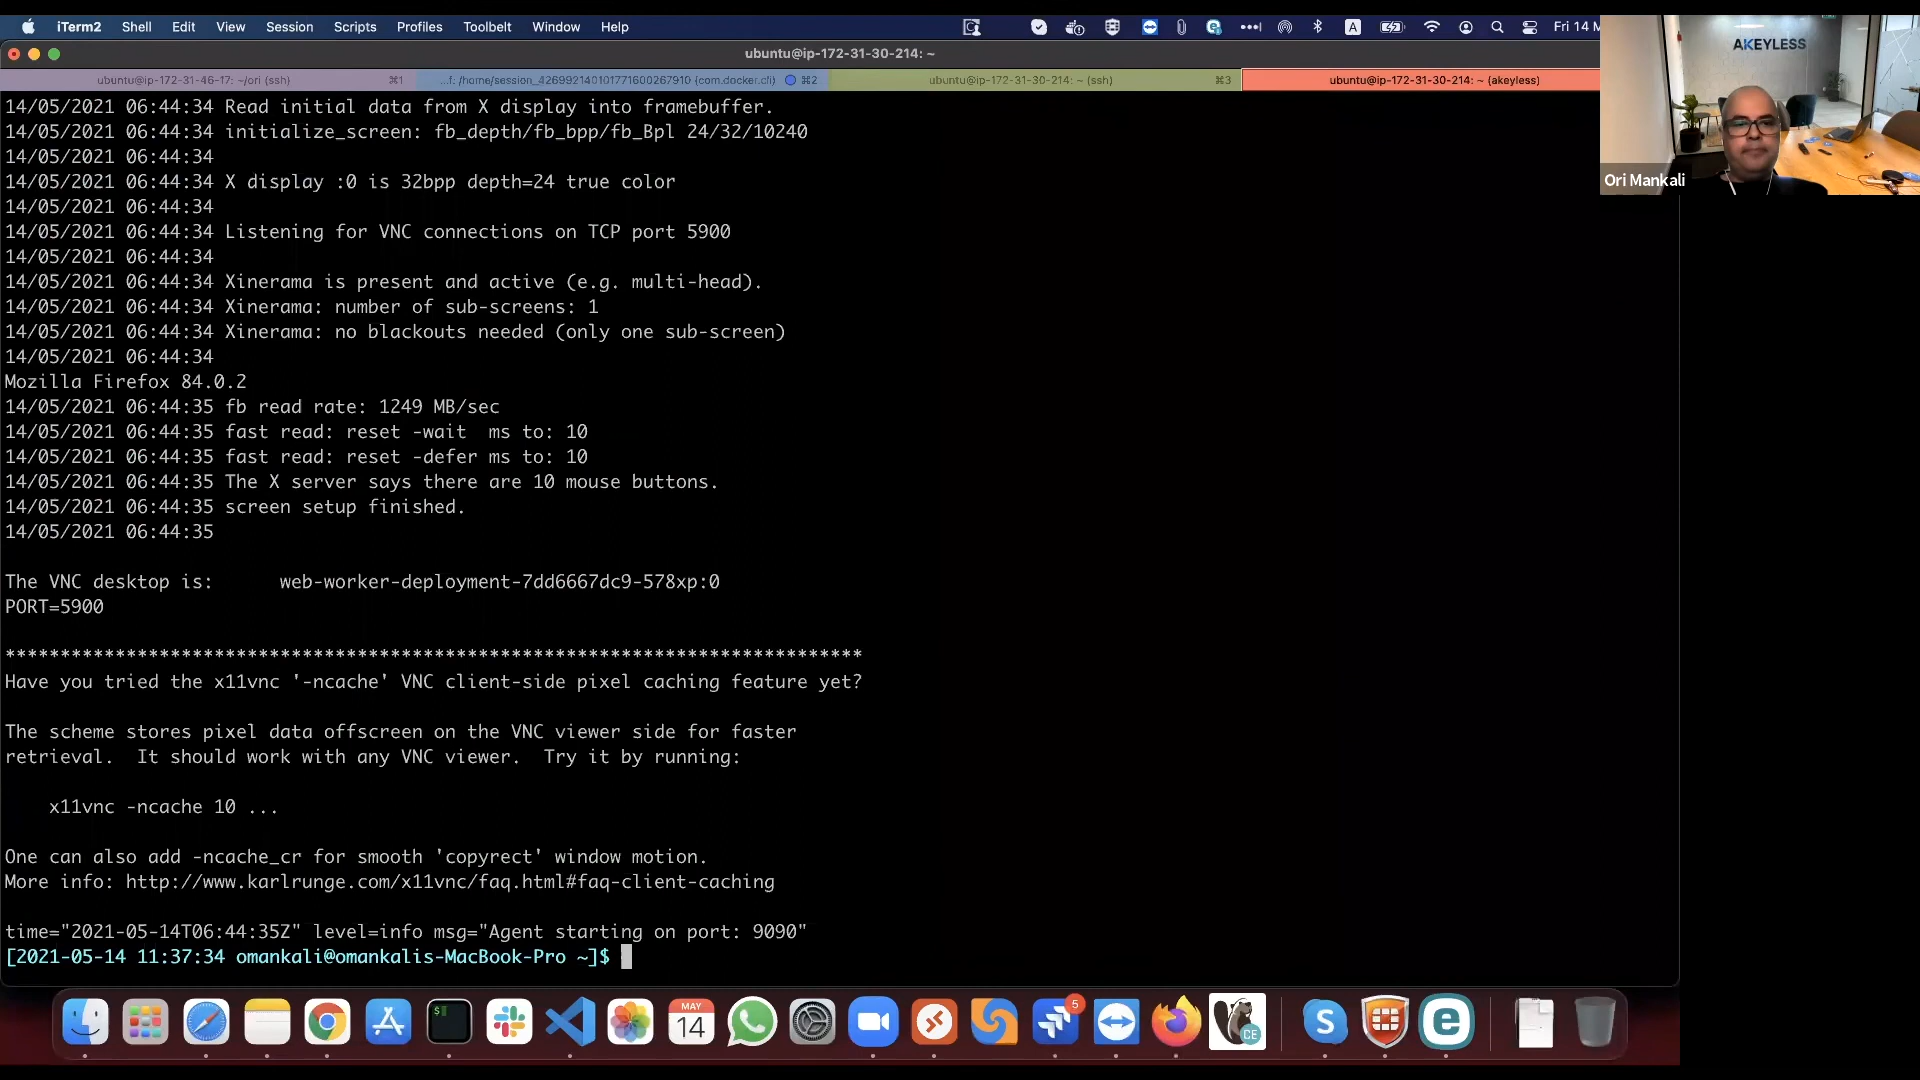 iTerm2 Shell Edit View Session Scripts Profiles Toolbelt Window Help A Fri 14 M
AKEYLESS
ubuntu@ip-172-31-30-214: ~
ubuntu@ip-172-31-46-17: ~/ori (ssh) ⌘1 ...f: /home/session_426992140101771600267910 (com.docker.cli) ⌘2 ubuntu@ip-172-31-30-214: ~ (ssh) ⌘3 ubuntu@ip-172-31-30-214: ~ (akeyless)
Ori Mankali
14/05/2021 06:44:34 Read initial data from X display into framebuffer.
14/05/2021 06:44:34 initialize_screen: fb_depth/fb_bpp/fb_Bpl 24/32/10240
14/05/2021 06:44:34
14/05/2021 06:44:34 X display :0 is 32bpp depth=24 true color
14/05/2021 06:44:34
14/05/2021 06:44:34 Listening for VNC connections on TCP port 5900
14/05/2021 06:44:34
14/05/2021 06:44:34 Xinerama is present and active (e.g. multi-head).
14/05/2021 06:44:34 Xinerama: number of sub-screens: 1
14/05/2021 06:44:34 Xinerama: no blackouts needed (only one sub-screen)
14/05/2021 06:44:34
Mozilla Firefox 84.0.2
14/05/2021 06:44:35 fb read rate: 1249 MB/sec
14/05/2021 06:44:35 fast read: reset -wait  ms to: 10
14/05/2021 06:44:35 fast read: reset -defer ms to: 10
14/05/2021 06:44:35 The X server says there are 10 mouse buttons.
14/05/2021 06:44:35 screen setup finished.
14/05/2021 06:44:35
The VNC desktop is:      web-worker-deployment-7dd6667dc9-578xp:0
PORT=5900
******************************************************************************
Have you tried the x11vnc '-ncache' VNC client-side pixel caching feature yet?
The scheme stores pixel data offscreen on the VNC viewer side for faster
retrieval.  It should work with any VNC viewer.  Try it by running:
x11vnc -ncache 10 ...
One can also add -ncache_cr for smooth 'copyrect' window motion.
More info: http://www.karlrunge.com/x11vnc/faq.html#faq-client-caching
time="2021-05-14T06:44:35Z" level=info msg="Agent starting on port: 9090"
[2021-05-14 11:37:34 omankali@omankalis-MacBook-Pro ~]$
MAY
14
5
CE